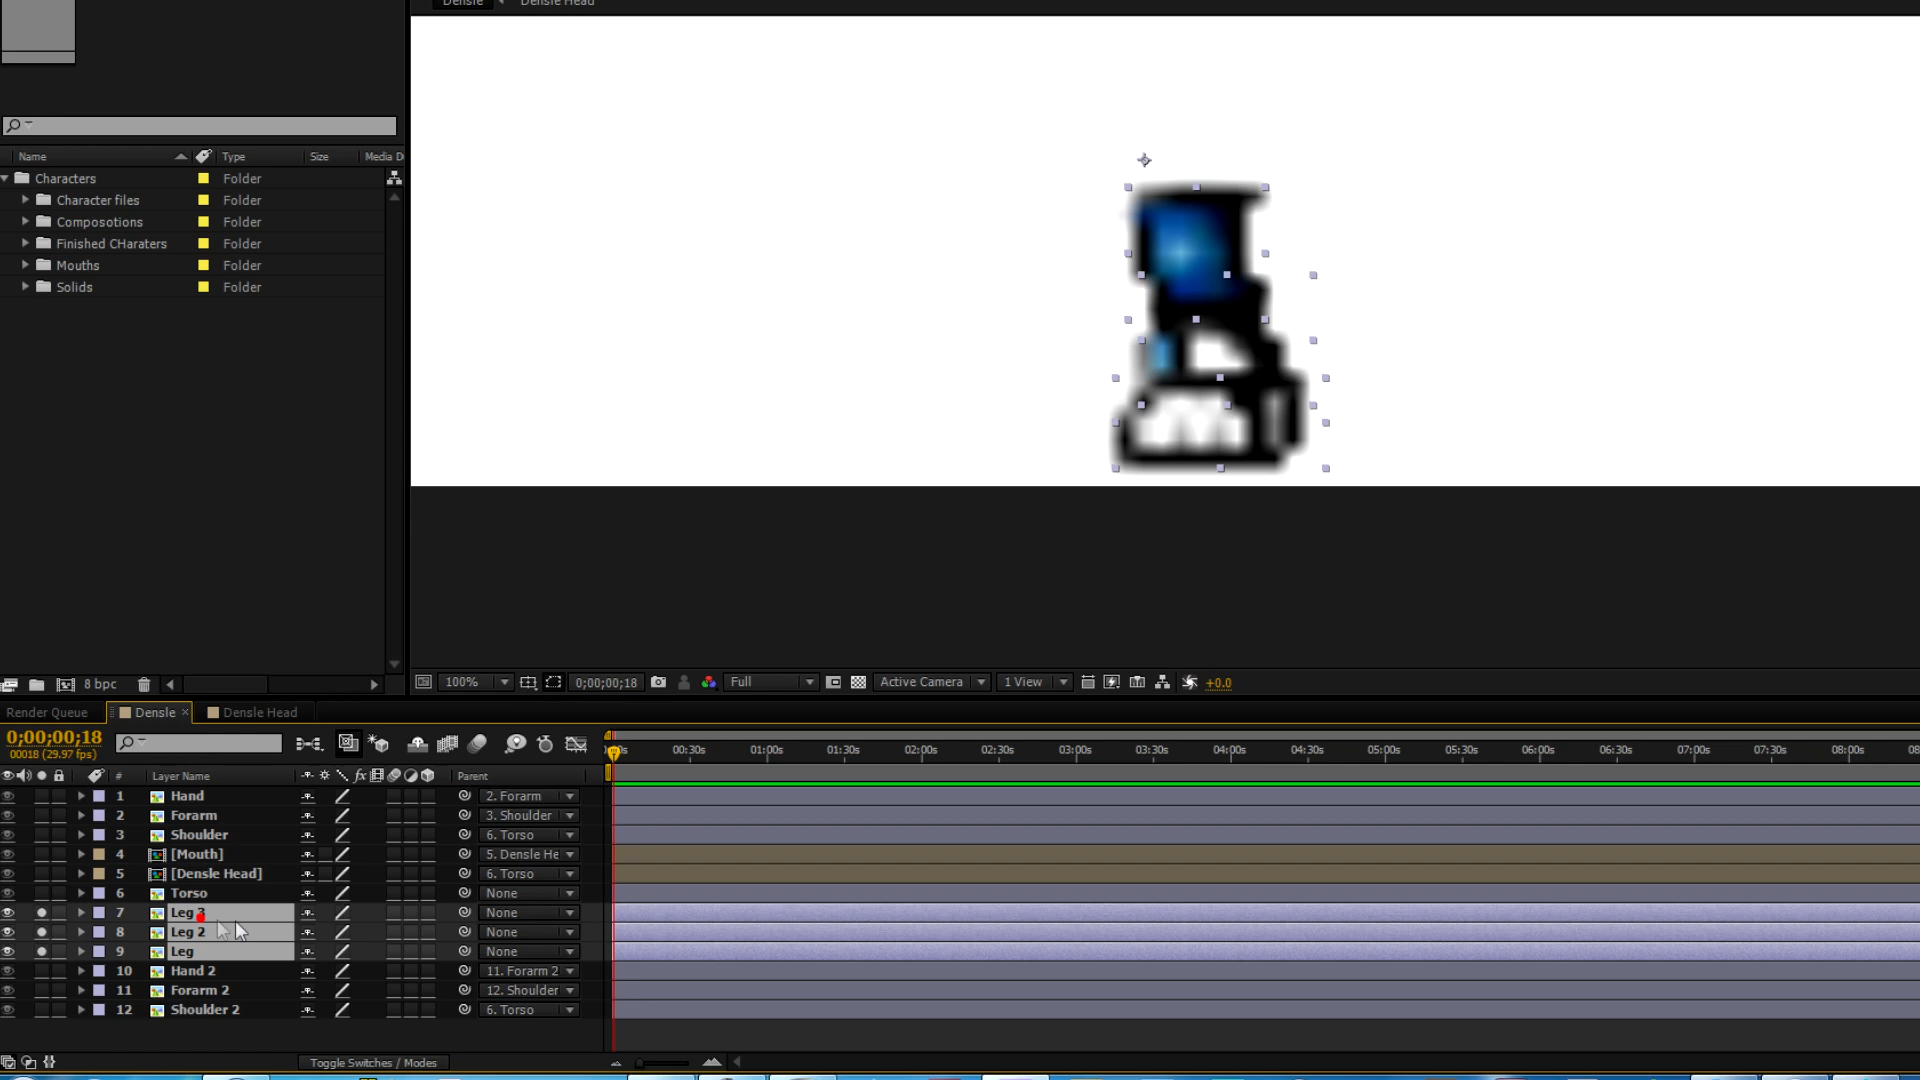 Densle Densle Head
Name Type Size Media D
Characters Folder
Character files Folder
Composotions Folder
Finished CHaraters Folder
Mouths Folder
Solids Folder
8 bpc
100% 0;00;00;18 Full Active Camera 1 View +0.0
Render Queue Densle × Densle Head
0;00;00;18
00018 (29.97 fps)
00:30s 01:00s 01:30s 02:00s 02:30s 03:00s 03:30s 04:00s 04:30s 05:00s 05:30s 06:00s 06:30s 07:00s 07:30s 08:00s 08
# Layer Name fx Parent
1 Hand 2. Forarm
2 Forarm 3. Shoulder
3 Shoulder 6. Torso
4 [Mouth] 5. Densle He
5 [Densle Head] 6. Torso
6 Torso None
7 Leg 3 None
8 Leg 2 None
9 Leg None
10 Hand 2 11. Forarm 2
11 Forarm 2 12. Shoulder
12 Shoulder 2 6. Torso
Toggle Switches / Modes